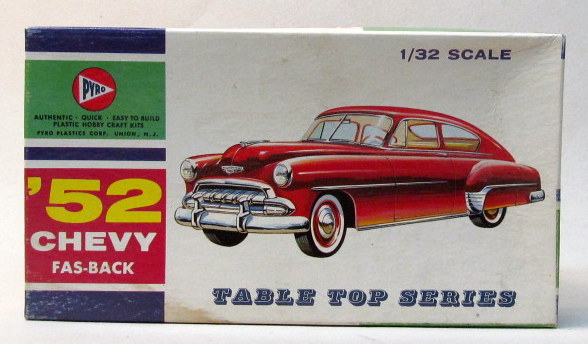 1/32 SCALE
PYRO
AUTHENTIC · QUICK · EASY TO BUILD
PLASTIC HOBBY CRAFT KITS
PYRO PLASTICS CORP. UNION, N.J.
'52
CHEVY
FAS-BACK
TABLE TOP SERIES